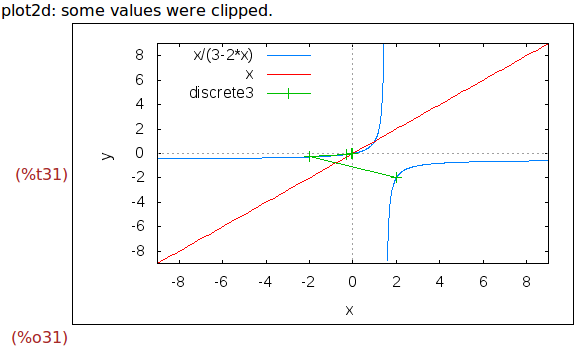 plot2d: some values were clipped.
x/(3-2*x)
x
discrete3
8
6
4
2
0
-2
-4
-6
-8
y
(%t31)
-8 -6 -4 -2 0 2 4 6 8
x
(%o31)